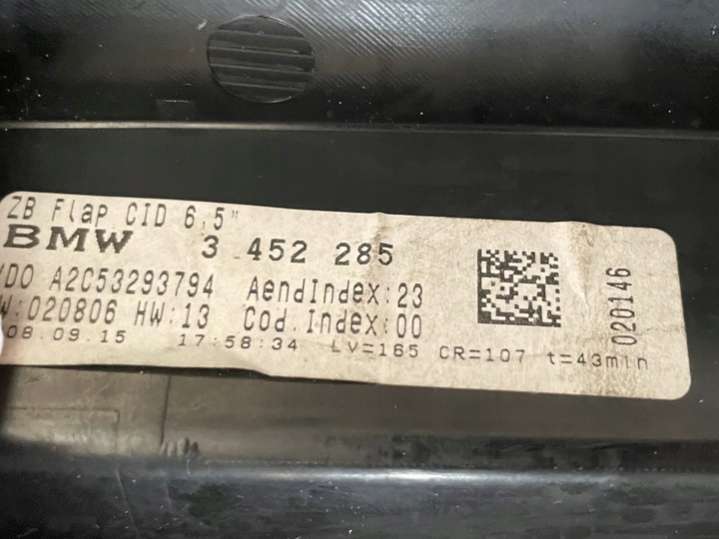 ZB Flap CID 6,5"
BMW 3 452 285
VDO A2C53293794 AendIndex:23
W:020806 HW:13 Cod.Index:00
08.09.15 17:58:34 LV=165 CR=107 t=43min
020146